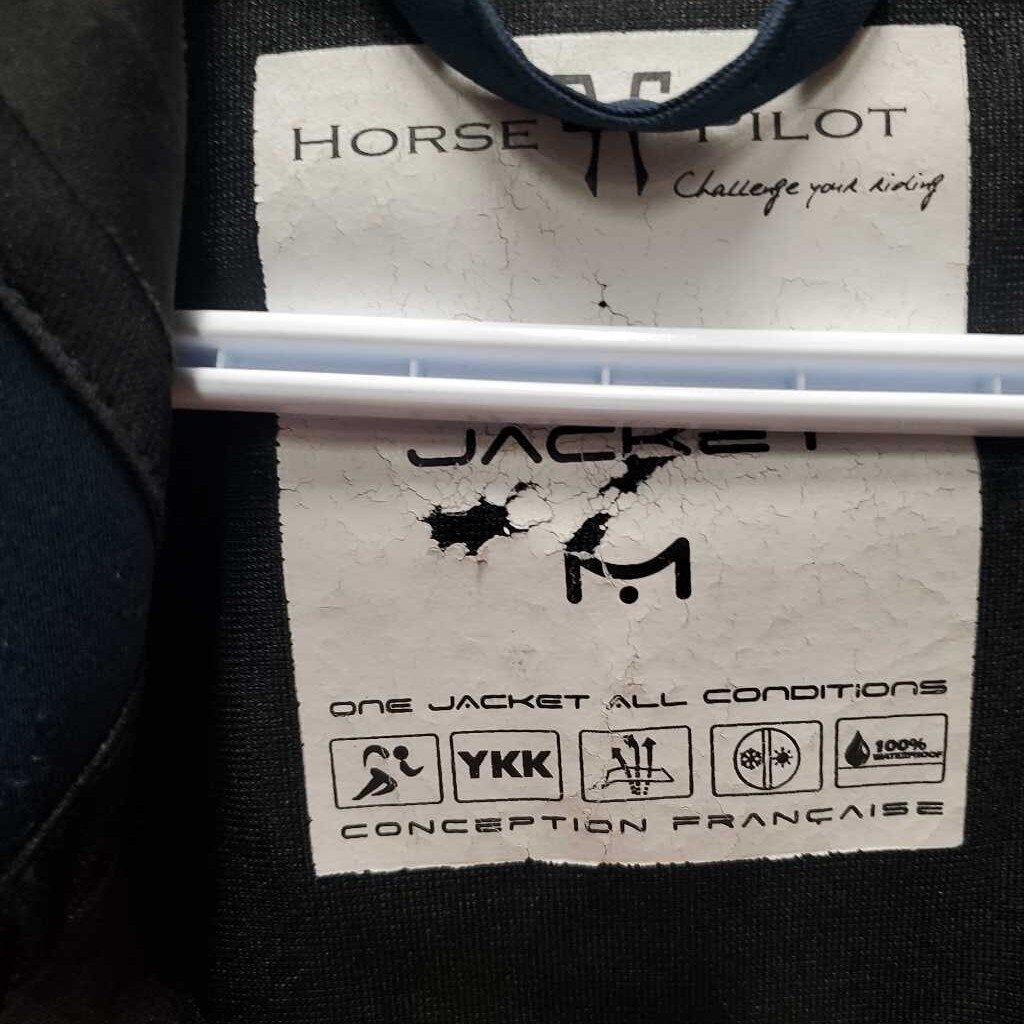 HORSE PILOT
Challenge your riding
JACKET
M
ONE JACKET ALL CONDITIONS
YKK
100%
WATERPROOF
CONCEPTION FRANÇAISE